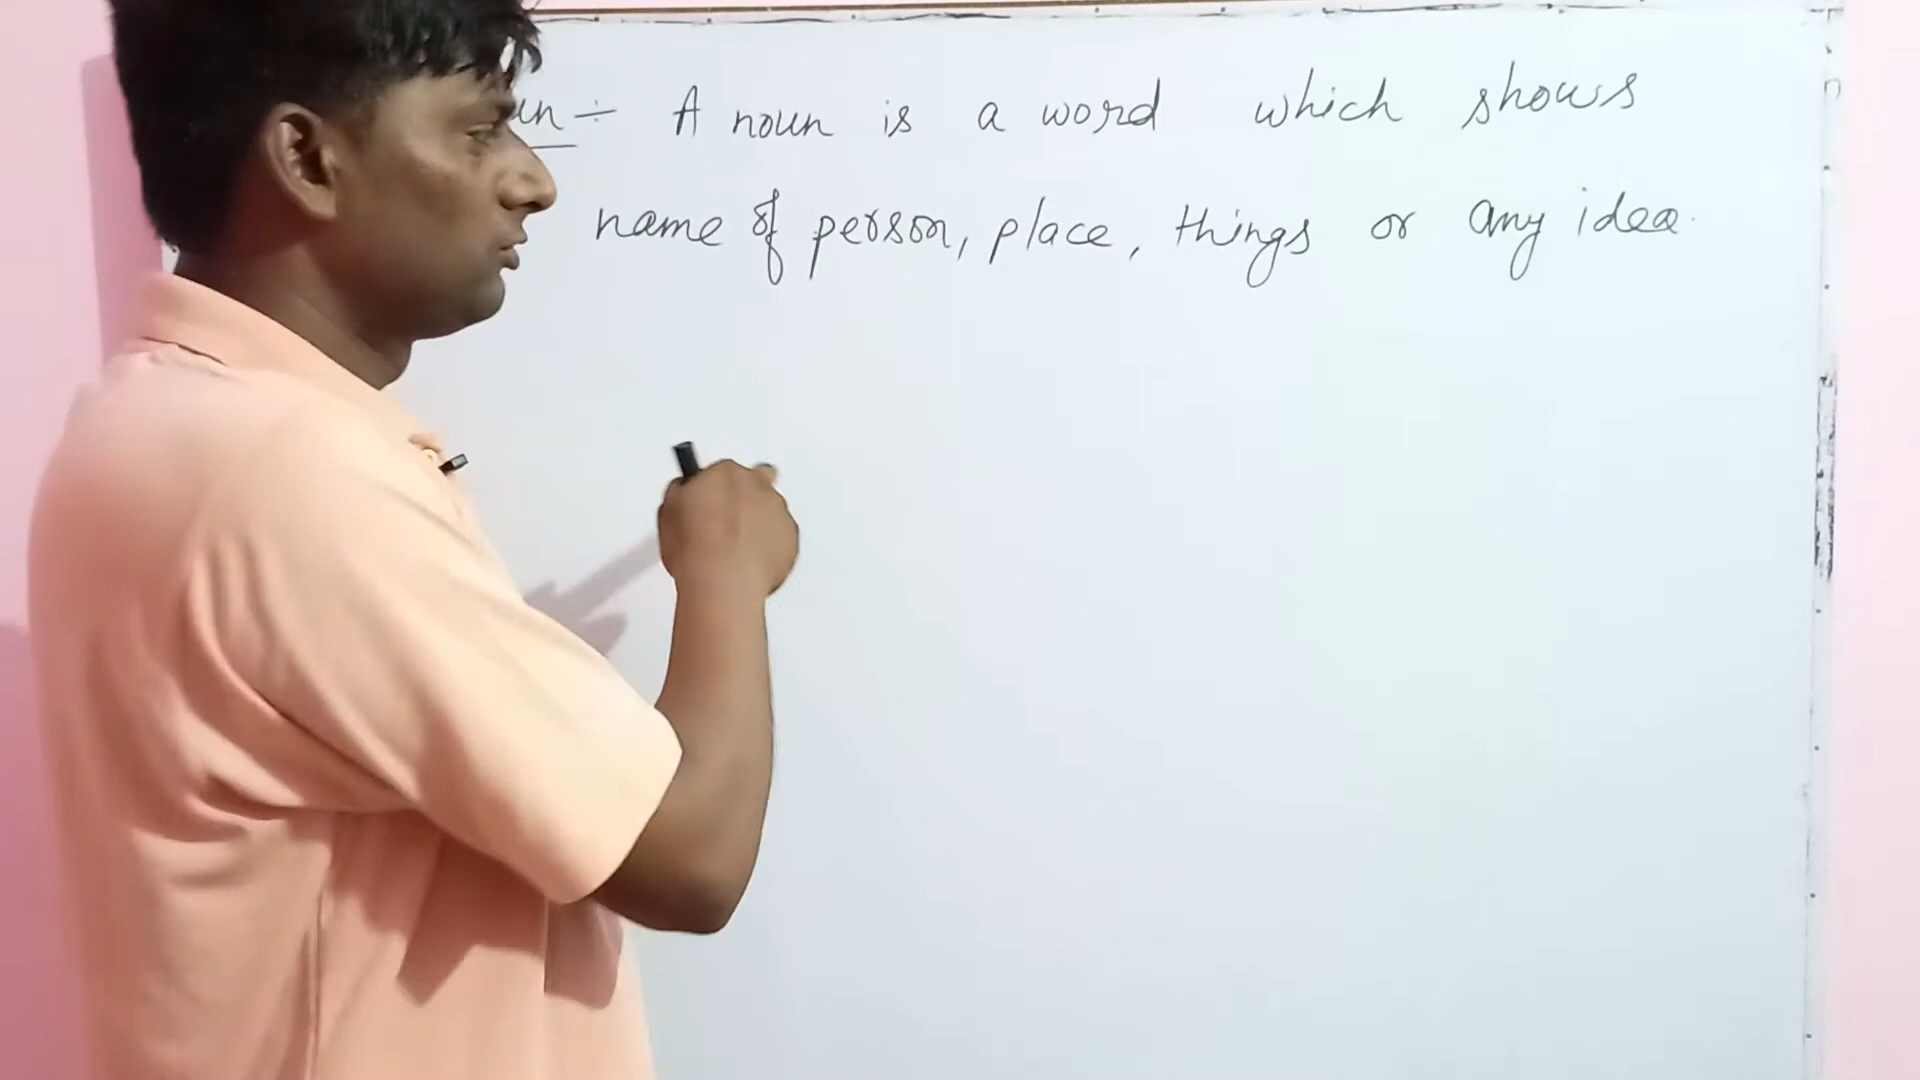 un ÷ A noun is a word which shows
name of person, place, things or any idea.